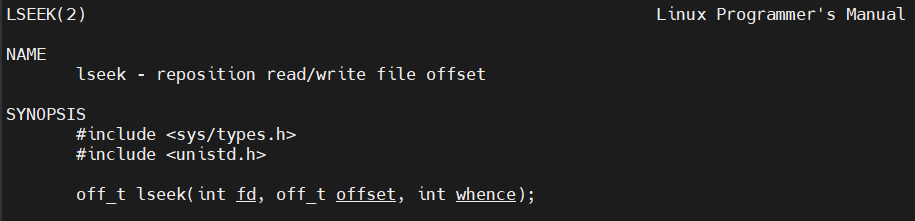 LSEEK(2) Linux Programmer's Manual
NAME
lseek - reposition read/write file offset
SYNOPSIS
#include <sys/types.h>
#include <unistd.h>
off_t lseek(int fd, off_t offset, int whence);